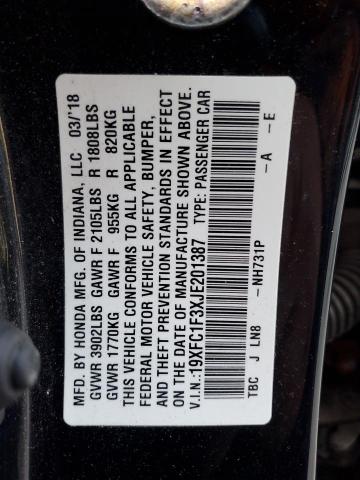 MFD. BY HONDA MFG. OF INDIANA, LLC 03/'18
GVWR 3902LBS GAWR F 2105LBS R 1808LBS
GVWR 1770KG GAWR F 955KG R 820KG
THIS VEHICLE CONFORMS TO ALL APPLICABLE
FEDERAL MOTOR VEHICLE SAFETY, BUMPER,
& THEFT PREVENTION STANDARDS IN EFFECT
ON THE DATE OF MANUFACTURE SHOWN ABOVE.
V.I.N.:19XFC1F3XJE201387 TYPE: PASSENGER CAR
TBC J LN8 -NH731P -A -E